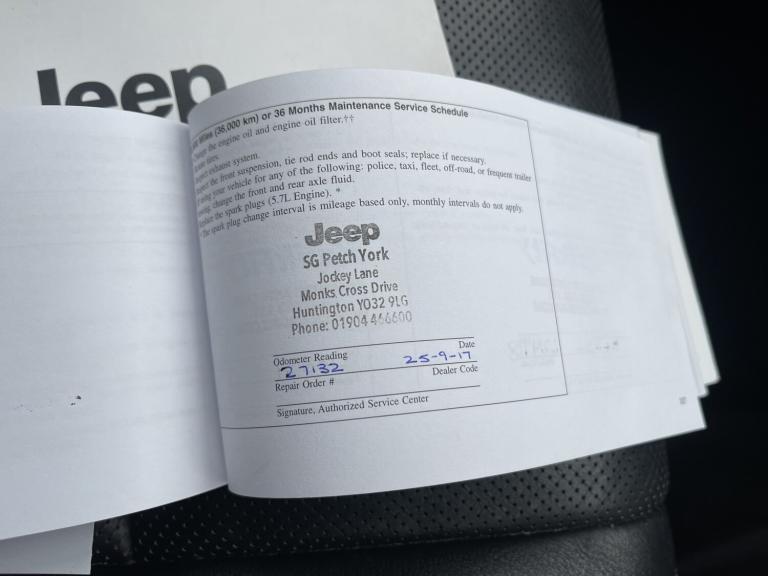 Jeep
Miles (36,000 km) or 36 Months Maintenance Service Schedule
the engine oil and engine oil filter.††
exhaust system.
the front suspension, tie rod ends and boot seals; replace if necessary.
using your vehicle for any of the following: police, taxi, fleet, off-road, or frequent trailer
change the front and rear axle fluid.
the spark plugs (5.7L Engine). *
The spark plug change interval is mileage based only, monthly intervals do not apply.
Jeep
SG Petch York
Jockey Lane
Monks Cross Drive
Huntington YO32 9LG
Phone: 01904 466600
Odometer Reading Date
27132 25-9-17
Repair Order # Dealer Code
Signature, Authorized Service Center